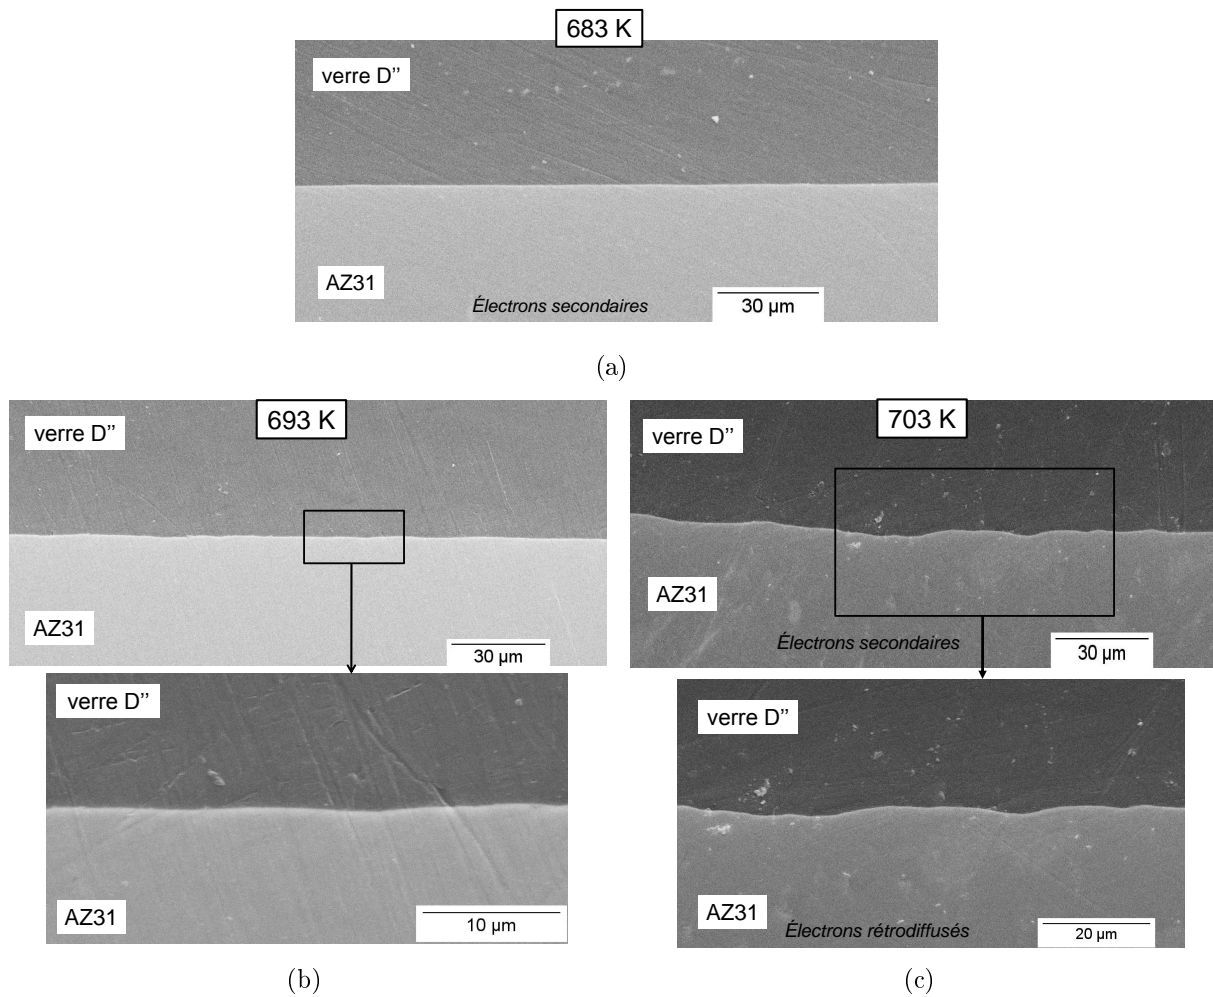 683 K
verre D’’
AZ31
Électrons secondaires
30 µm
(a)
693 K
verre D’’
AZ31
30 µm
verre D’’
AZ31
10 µm
(b)
703 K
verre D’’
AZ31
Électrons secondaires
30 µm
verre D’’
AZ31
Électrons rétrodiffusés
20 µm
(c)